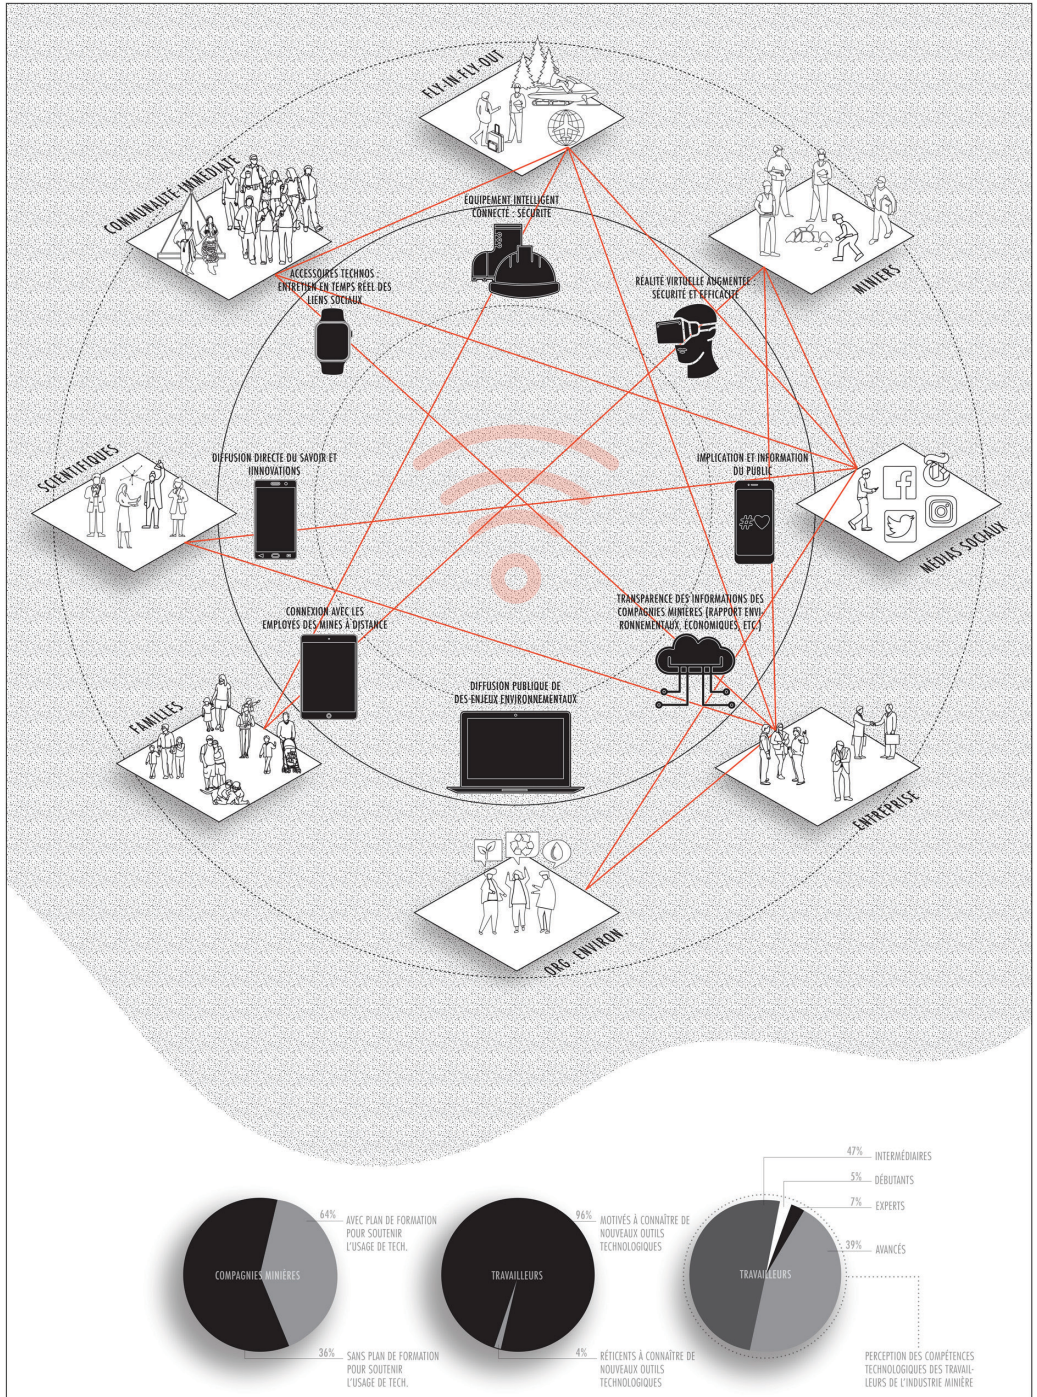 FLY-IN-FLY-OUT
COMMUNAUTÉ IMMÉDIATE
MINIERS
ÉQUIPEMENT INTELLIGENT
CONNECTÉ : SÉCURITÉ
ACCESSOIRES TECHNOS :
ENTRETIEN EN TEMPS RÉEL DES
LIENS SOCIAUX
RÉALITÉ VIRTUELLE AUGMENTÉE :
SÉCURITÉ ET EFFICACITÉ
SCIENTIFIQUES
DIFFUSION DIRECTE DU SAVOIR ET
INNOVATIONS
IMPLICATION ET INFORMATION
DU PUBLIC
#
MÉDIAS SOCIAUX
CONNEXION AVEC LES
EMPLOYÉS DES MINES À DISTANCE
TRANSPARENCE DES INFORMATIONS DES
COMPAGNIES MINIÈRES (RAPPORT ENVI-
RONNEMENTAUX, ÉCONOMIQUES, ETC.)
FAMILLES
DIFFUSION PUBLIQUE DE
DES ENJEUX ENVIRONNEMENTAUX
ENTREPRISE
ORG. ENVIRON.
64% AVEC PLAN DE FORMATION
POUR SOUTENIR
L'USAGE DE TECH.
COMPAGNIES MINIÈRES
36% SANS PLAN DE FORMATION
POUR SOUTENIR
L'USAGE DE TECH.
96% MOTIVÉS À CONNAÎTRE DE
NOUVEAUX OUTILS
TECHNOLOGIQUES
TRAVAILLEURS
4% RÉTICENTS À CONNAÎTRE DE
NOUVEAUX OUTILS
TECHNOLOGIQUES
47% INTERMÉDIAIRES
5% DÉBUTANTS
7% EXPERTS
39% AVANCÉS
TRAVAILLEURS
PERCEPTION DES COMPÉTENCES
TECHNOLOGIQUES DES TRAVAIL-
LEURS DE L'INDUSTRIE MINIÈRE